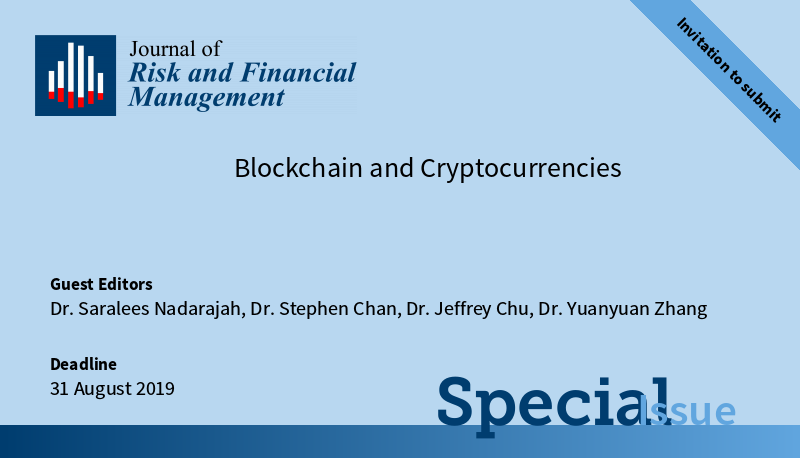 Journal of
Risk and Financial
Management
Invitation to submit
Blockchain and Cryptocurrencies
Guest Editors
Dr. Saralees Nadarajah, Dr. Stephen Chan, Dr. Jeffrey Chu, Dr. Yuanyuan Zhang
Deadline
31 August 2019
Special Issue